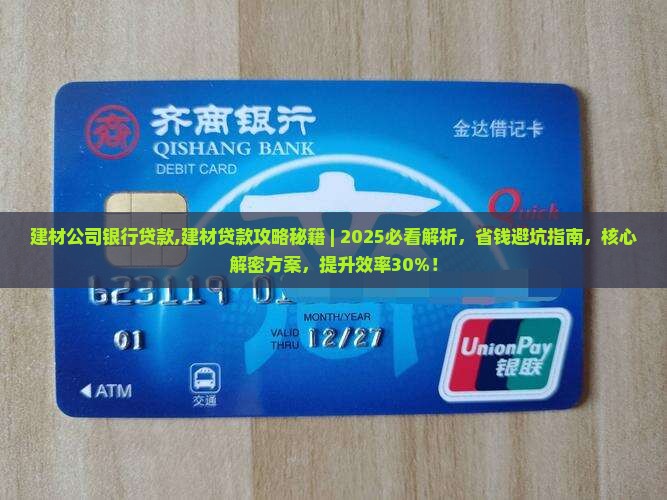 齐商银行
QISHANG BANK
DEBIT CARD
金达借记卡
Quick
建材公司银行贷款,建材贷款攻略秘籍 | 2025必看解析，省钱避坑指南，核心
解密方案，提升效率30%！
623119 01
MONTH/YEAR
01
VALID
THRU
12/27
ATM
交通
UnionPay
银联